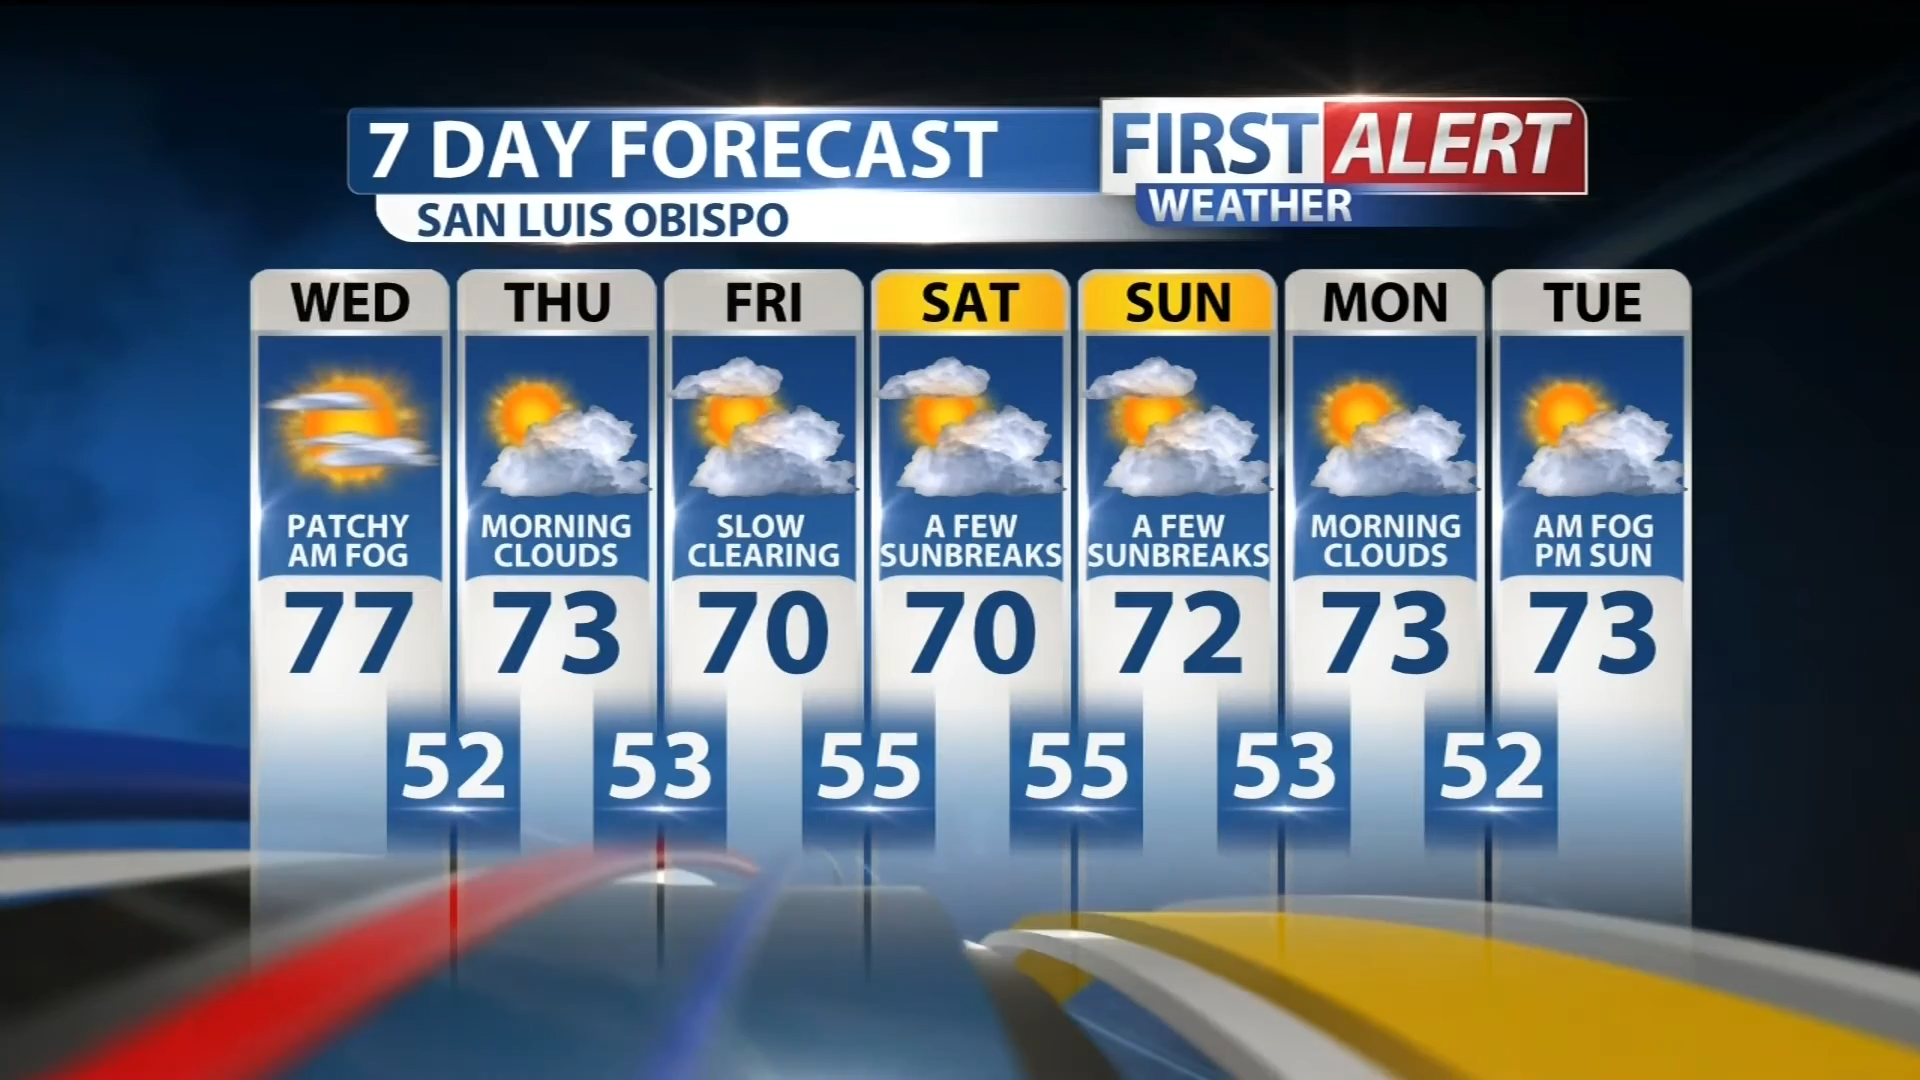 7 DAY FORECAST
FIRST ALERT
WEATHER
SAN LUIS OBISPO
WED
THU
FRI
SAT
SUN
MON
TUE
PATCHY
AM FOG
MORNING
CLOUDS
SLOW
CLEARING
A FEW
SUNBREAKS
A FEW
SUNBREAKS
MORNING
CLOUDS
AM FOG
PM SUN
77
73
70
70
72
73
73
52
53
55
55
53
52